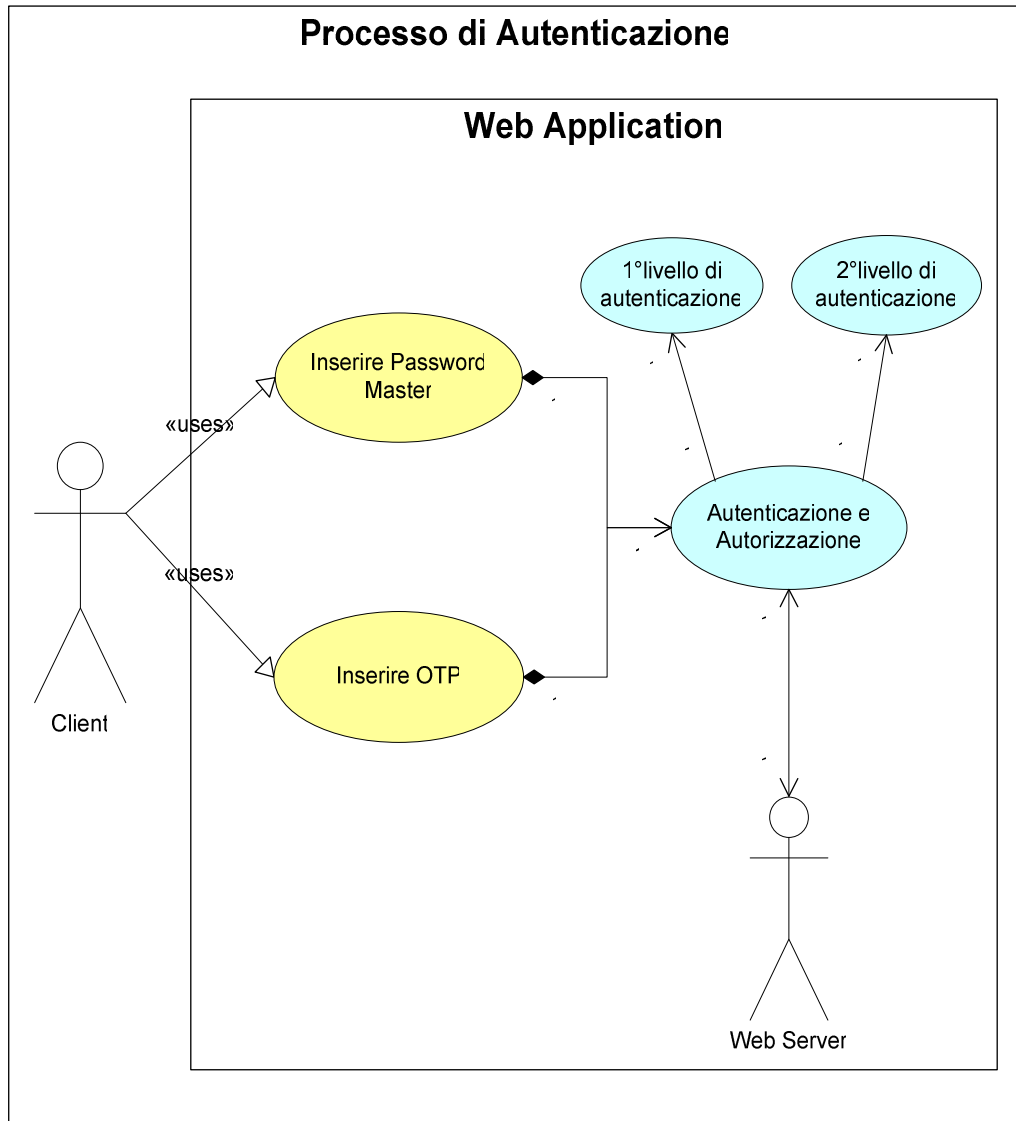 Processo di Autenticazione
Web Application
1°livello di
autenticazione
2°livello di
autenticazione
Inserire Password
Master
«uses»
Autenticazione e
Autorizzazione
«uses»
Inserire OTP
Client
Web Server